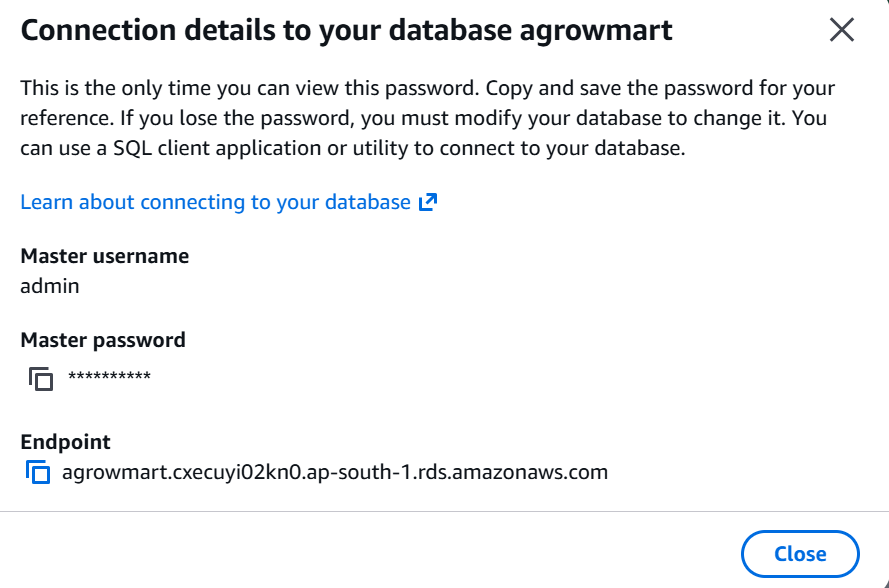 Connection details to your database agrowmart
This is the only time you can view this password. Copy and save the password for your
reference. If you lose the password, you must modify your database to change it. You
can use a SQL client application or utility to connect to your database.
Learn about connecting to your database
Master username
admin
Master password
**********
Endpoint
agrowmart.cxecuyi02kn0.ap-south-1.rds.amazonaws.com
Close